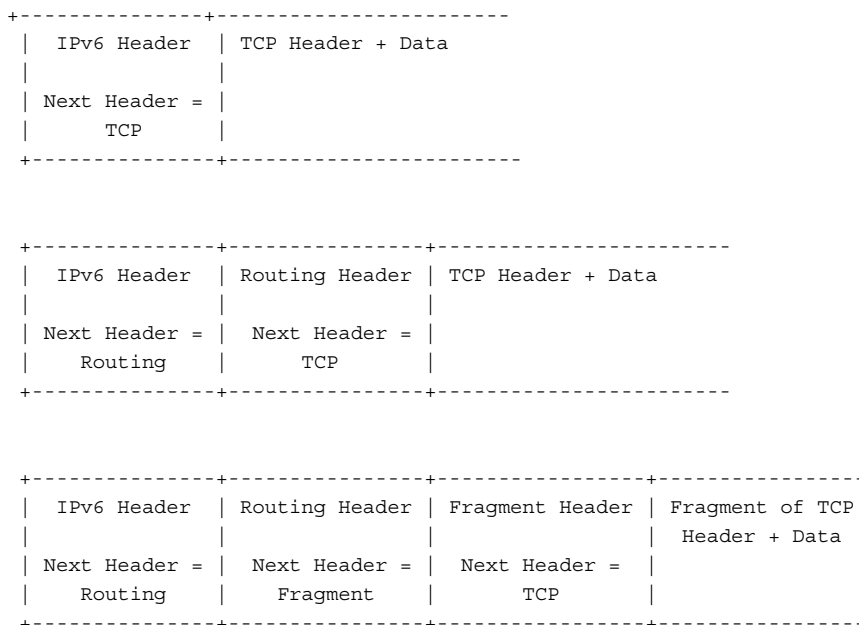 +---------------+------------------------
| IPv6 Header | TCP Header + Data
| |
| Next Header = |
| TCP |
+---------------+------------------------
+---------------+----------------+------------------------
| IPv6 Header | Routing Header | TCP Header + Data
| | |
| Next Header = | Next Header = |
| Routing | TCP |
+---------------+----------------+------------------------
+---------------+----------------+-----------------+-----------------
| IPv6 Header | Routing Header | Fragment Header | Fragment of TCP
| | | | Header + Data
| Next Header = | Next Header = | Next Header = |
| Routing | Fragment | TCP |
+---------------+----------------+-----------------+-----------------